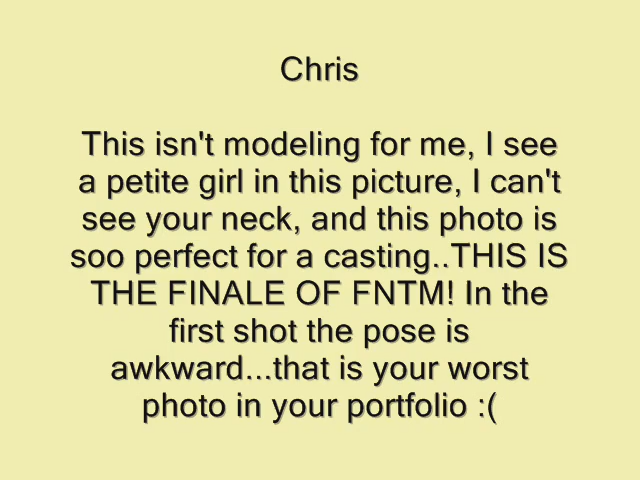 Chris
This isn't modeling for me, I see
a petite girl in this picture, I can't
see your neck, and this photo is
soo perfect for a casting..THIS IS
THE FINALE OF FNTM! In the
first shot the pose is
awkward...that is your worst
photo in your portfolio :(